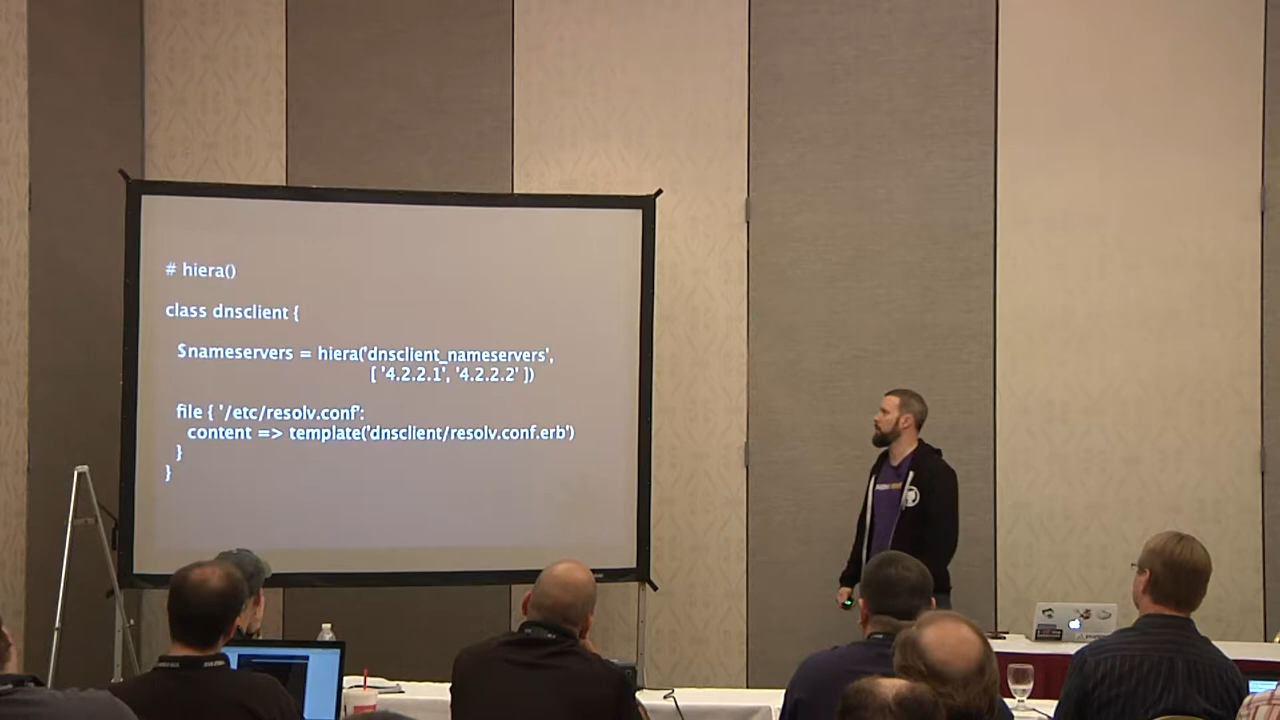 # hiera()
class dnsclient {
$nameservers = hiera('dnsclient_nameservers',
[ '4.2.2.1', '4.2.2.2' ])
file { '/etc/resolv.conf':
content => template('dnsclient/resolv.conf.erb')
}
}